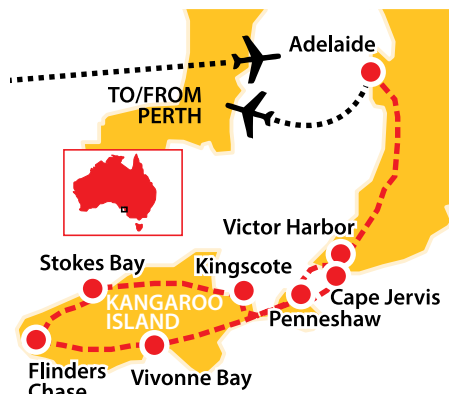 Adelaide
TO/FROM
PERTH
Victor Harbor
Stokes Bay
Kingscote
KANGAROO
ISLAND
Cape Jervis
Penneshaw
Flinders
Chase
Vivonne Bay